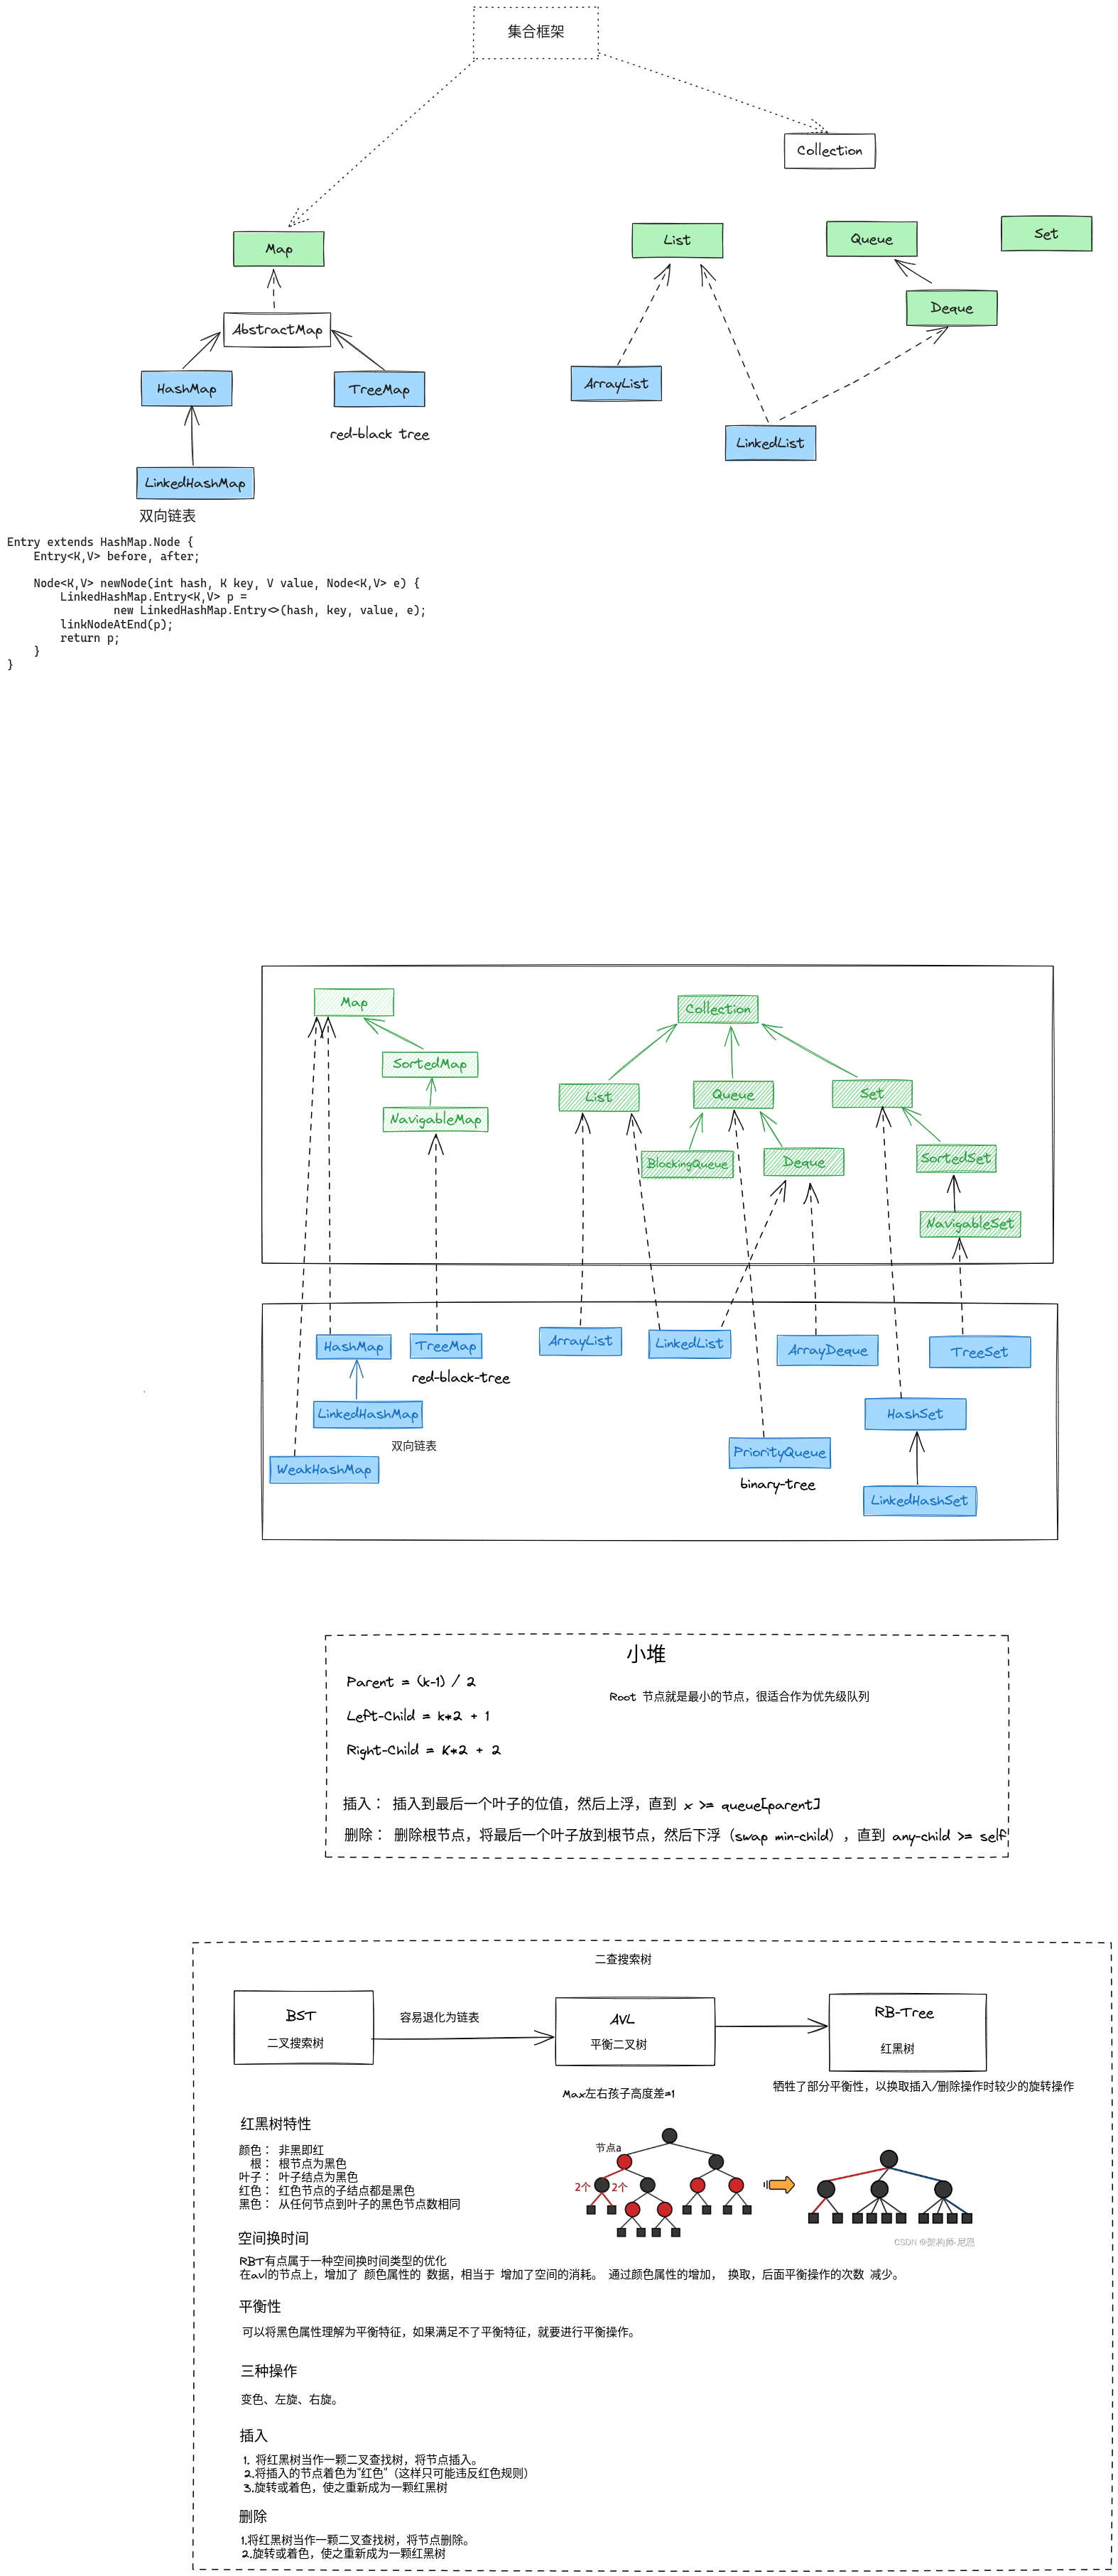 集合框架
Collection
Map
List
Queue
Set
AbstractMap
Deque
HashMap
TreeMap
ArrayList
red-black tree
LinkedList
LinkedHashMap
双向链表
Entry extends HashMap.Node {
Entry<K,V> before, after;
Node<K,V> newNode(int hash, K key, V value, Node<K,V> e) {
LinkedHashMap.Entry<K,V> p =
new LinkedHashMap.Entry<>(hash, key, value, e);
linkNodeAtEnd(p);
return p;
}
}
Map
Collection
SortedMap
List
Queue
Set
NavigableMap
BlockingQueue
Deque
SortedSet
NavigableSet
HashMap
TreeMap
ArrayList
LinkedList
ArrayDeque
TreeSet
red-black-tree
LinkedHashMap
HashSet
双向链表
WeakHashMap
PriorityQueue
binary-tree
LinkedHashSet
小堆
Parent = (k-1) / 2
Root 节点就是最小的节点，很适合作为优先级队列
Left-Child = k*2 + 1
Right-Child = K*2 + 2
插入： 插入到最后一个叶子的位值，然后上浮，直到 x >= queue[parent]
删除： 删除根节点，将最后一个叶子放到根节点，然后下浮（swap min-child），直到 any-child >= self
二查搜索树
BST
二叉搜索树
容易退化为链表
AVL
平衡二叉树
RB-Tree
红黑树
Max左右孩子高度差=1
牺牲了部分平衡性，以换取插入/删除操作时较少的旋转操作
红黑树特性
颜色： 非黑即红
根： 根节点为黑色
叶子： 叶子结点为黑色
红色： 红色节点的子结点都是黑色
黑色： 从任何节点到叶子的黑色节点数相同
节点a
2个
2个
CSDN @架构师-尼恩
空间换时间
RBT有点属于一种空间换时间类型的优化
在avl的节点上，增加了 颜色属性的 数据，相当于 增加了空间的消耗。 通过颜色属性的增加， 换取，后面平衡操作的次数 减少。
平衡性
可以将黑色属性理解为平衡特征，如果满足不了平衡特征，就要进行平衡操作。
三种操作
变色、左旋、右旋。
插入
1. 将红黑树当作一颗二叉查找树，将节点插入。
2.将插入的节点着色为"红色"（这样只可能违反红色规则）
3.旋转或着色，使之重新成为一颗红黑树
删除
1.将红黑树当作一颗二叉查找树，将节点删除。
2.旋转或着色，使之重新成为一颗红黑树